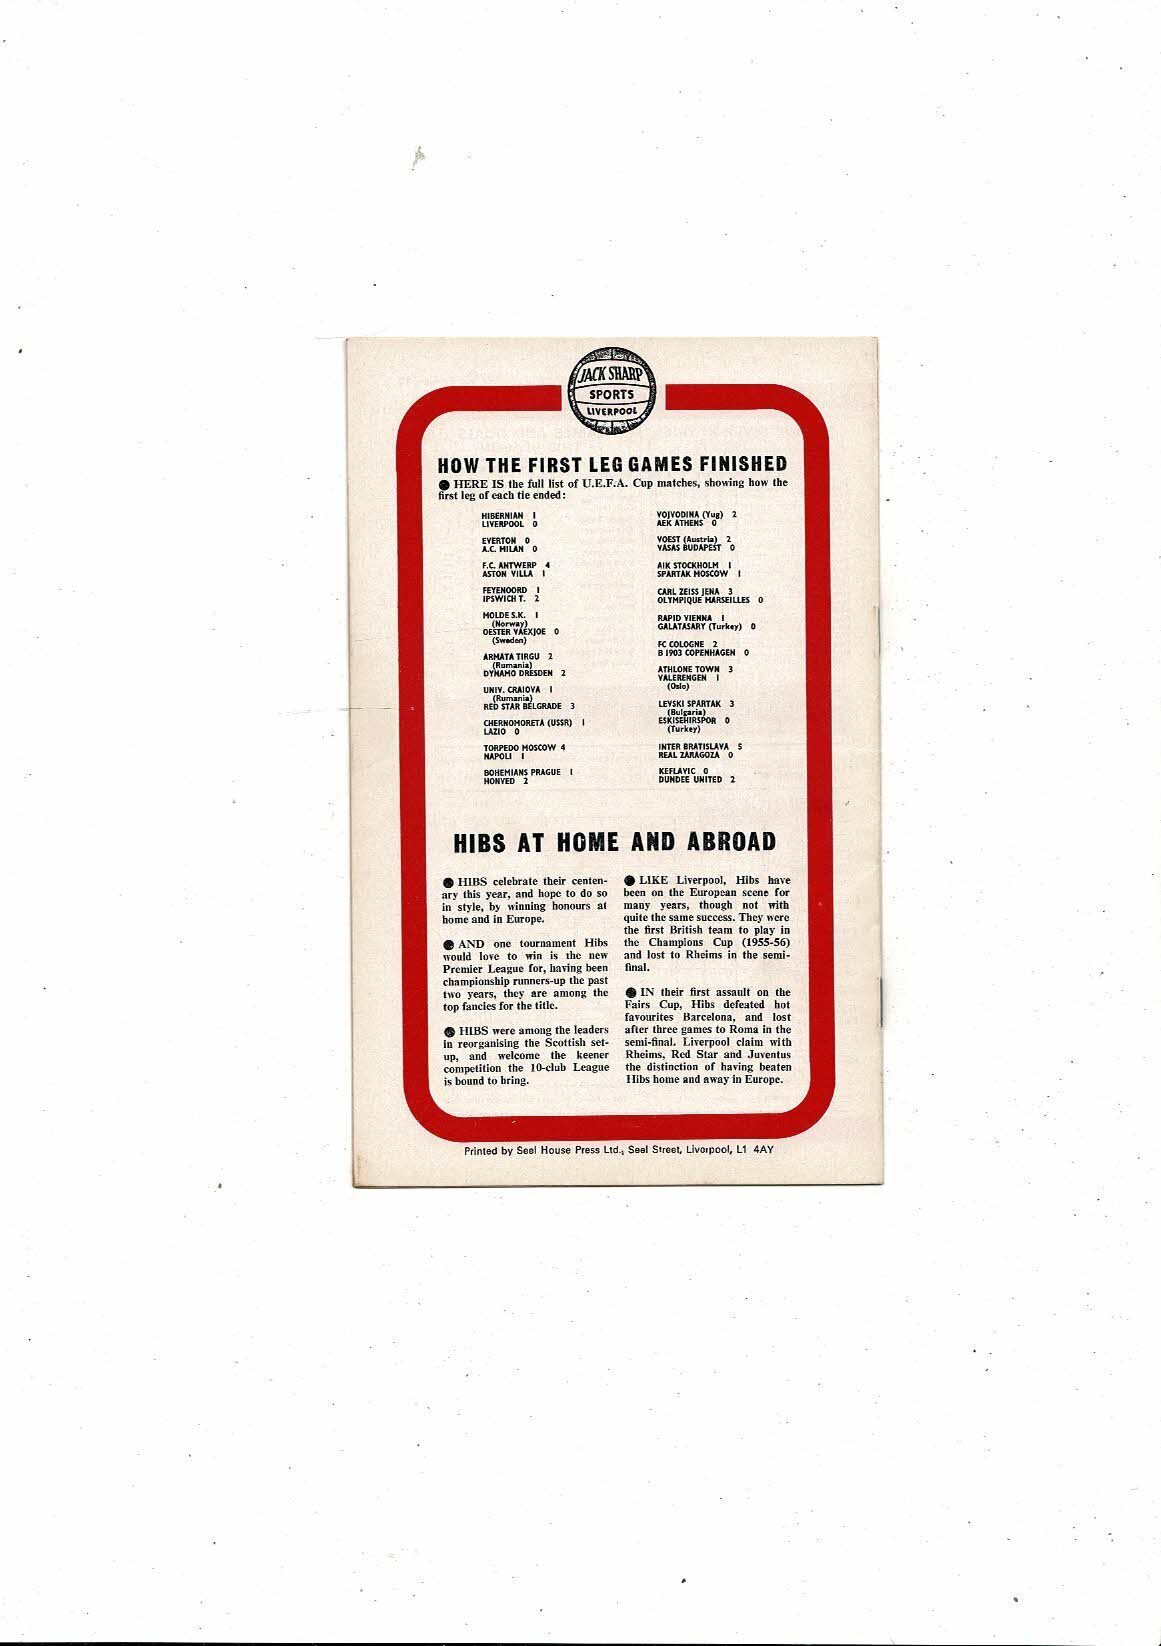 JACK SHARP
SPORTS
LIVERPOOL
HOW THE FIRST LEG GAMES FINISHED
● HERE IS the full list of U.E.F.A. Cup matches, showing how the
first leg of each tie ended:
HIBERNIAN 1
LIVERPOOL 0
EVERTON 0
A.C. MILAN 0
F.C. ANTWERP 4
ASTON VILLA 1
FEYENOORD 1
IPSWICH T. 2
MOLDE S.K. 1
(Norway)
OESTER VAEXJOE 0
(Sweden)
ARMATA TIRGU 2
(Rumania)
DYNAMO DRESDEN 2
UNIV. CRAIOVA 1
(Rumania)
RED STAR BELGRADE 3
CHERNOMORETA (USSR) 1
LAZIO 0
TORPEDO MOSCOW 4
NAPOLI 1
BOHEMIANS PRAGUE 1
HONVED 2
VOJVODINA (Yug) 2
AEK ATHENS 0
VOEST (Austria) 2
VASAS BUDAPEST 0
AIK STOCKHOLM 1
SPARTAK MOSCOW 1
CARL ZEISS JENA 3
OLYMPIQUE MARSEILLES 0
RAPID VIENNA 1
GALATASARY (Turkey) 0
FC COLOGNE 2
B 1903 COPENHAGEN 0
ATHLONE TOWN 3
VALERENGEN 1
(Oslo)
LEVSKI SPARTAK 3
(Bulgaria)
ESKISEHIRSPOR 0
(Turkey)
INTER BRATISLAVA 5
REAL ZARAGOZA 0
KEFLAVIC 0
DUNDEE UNITED 2
HIBS AT HOME AND ABROAD
● HIBS celebrate their centen-
ary this year, and hope to do so
in style, by winning honours at
home and in Europe.
● AND one tournament Hibs
would love to win is the new
Premier League for, having been
championship runners-up the past
two years, they are among the
top fancies for the title.
● HIBS were among the leaders
in reorganising the Scottish set-
up, and welcome the keener
competition the 10-club League
is bound to bring.
● LIKE Liverpool, Hibs have
been on the European scene for
many years, though not with
quite the same success. They were
the first British team to play in
the Champions Cup (1955-56)
and lost to Rheims in the semi-
final.
● IN their first assault on the
Fairs Cup, Hibs defeated hot
favourites Barcelona, and lost
after three games to Roma in the
semi-final. Liverpool claim with
Rheims, Red Star and Juventus
the distinction of having beaten
Hibs home and away in Europe.
Printed by Seel House Press Ltd., Seel Street, Liverpool, L1 4AY